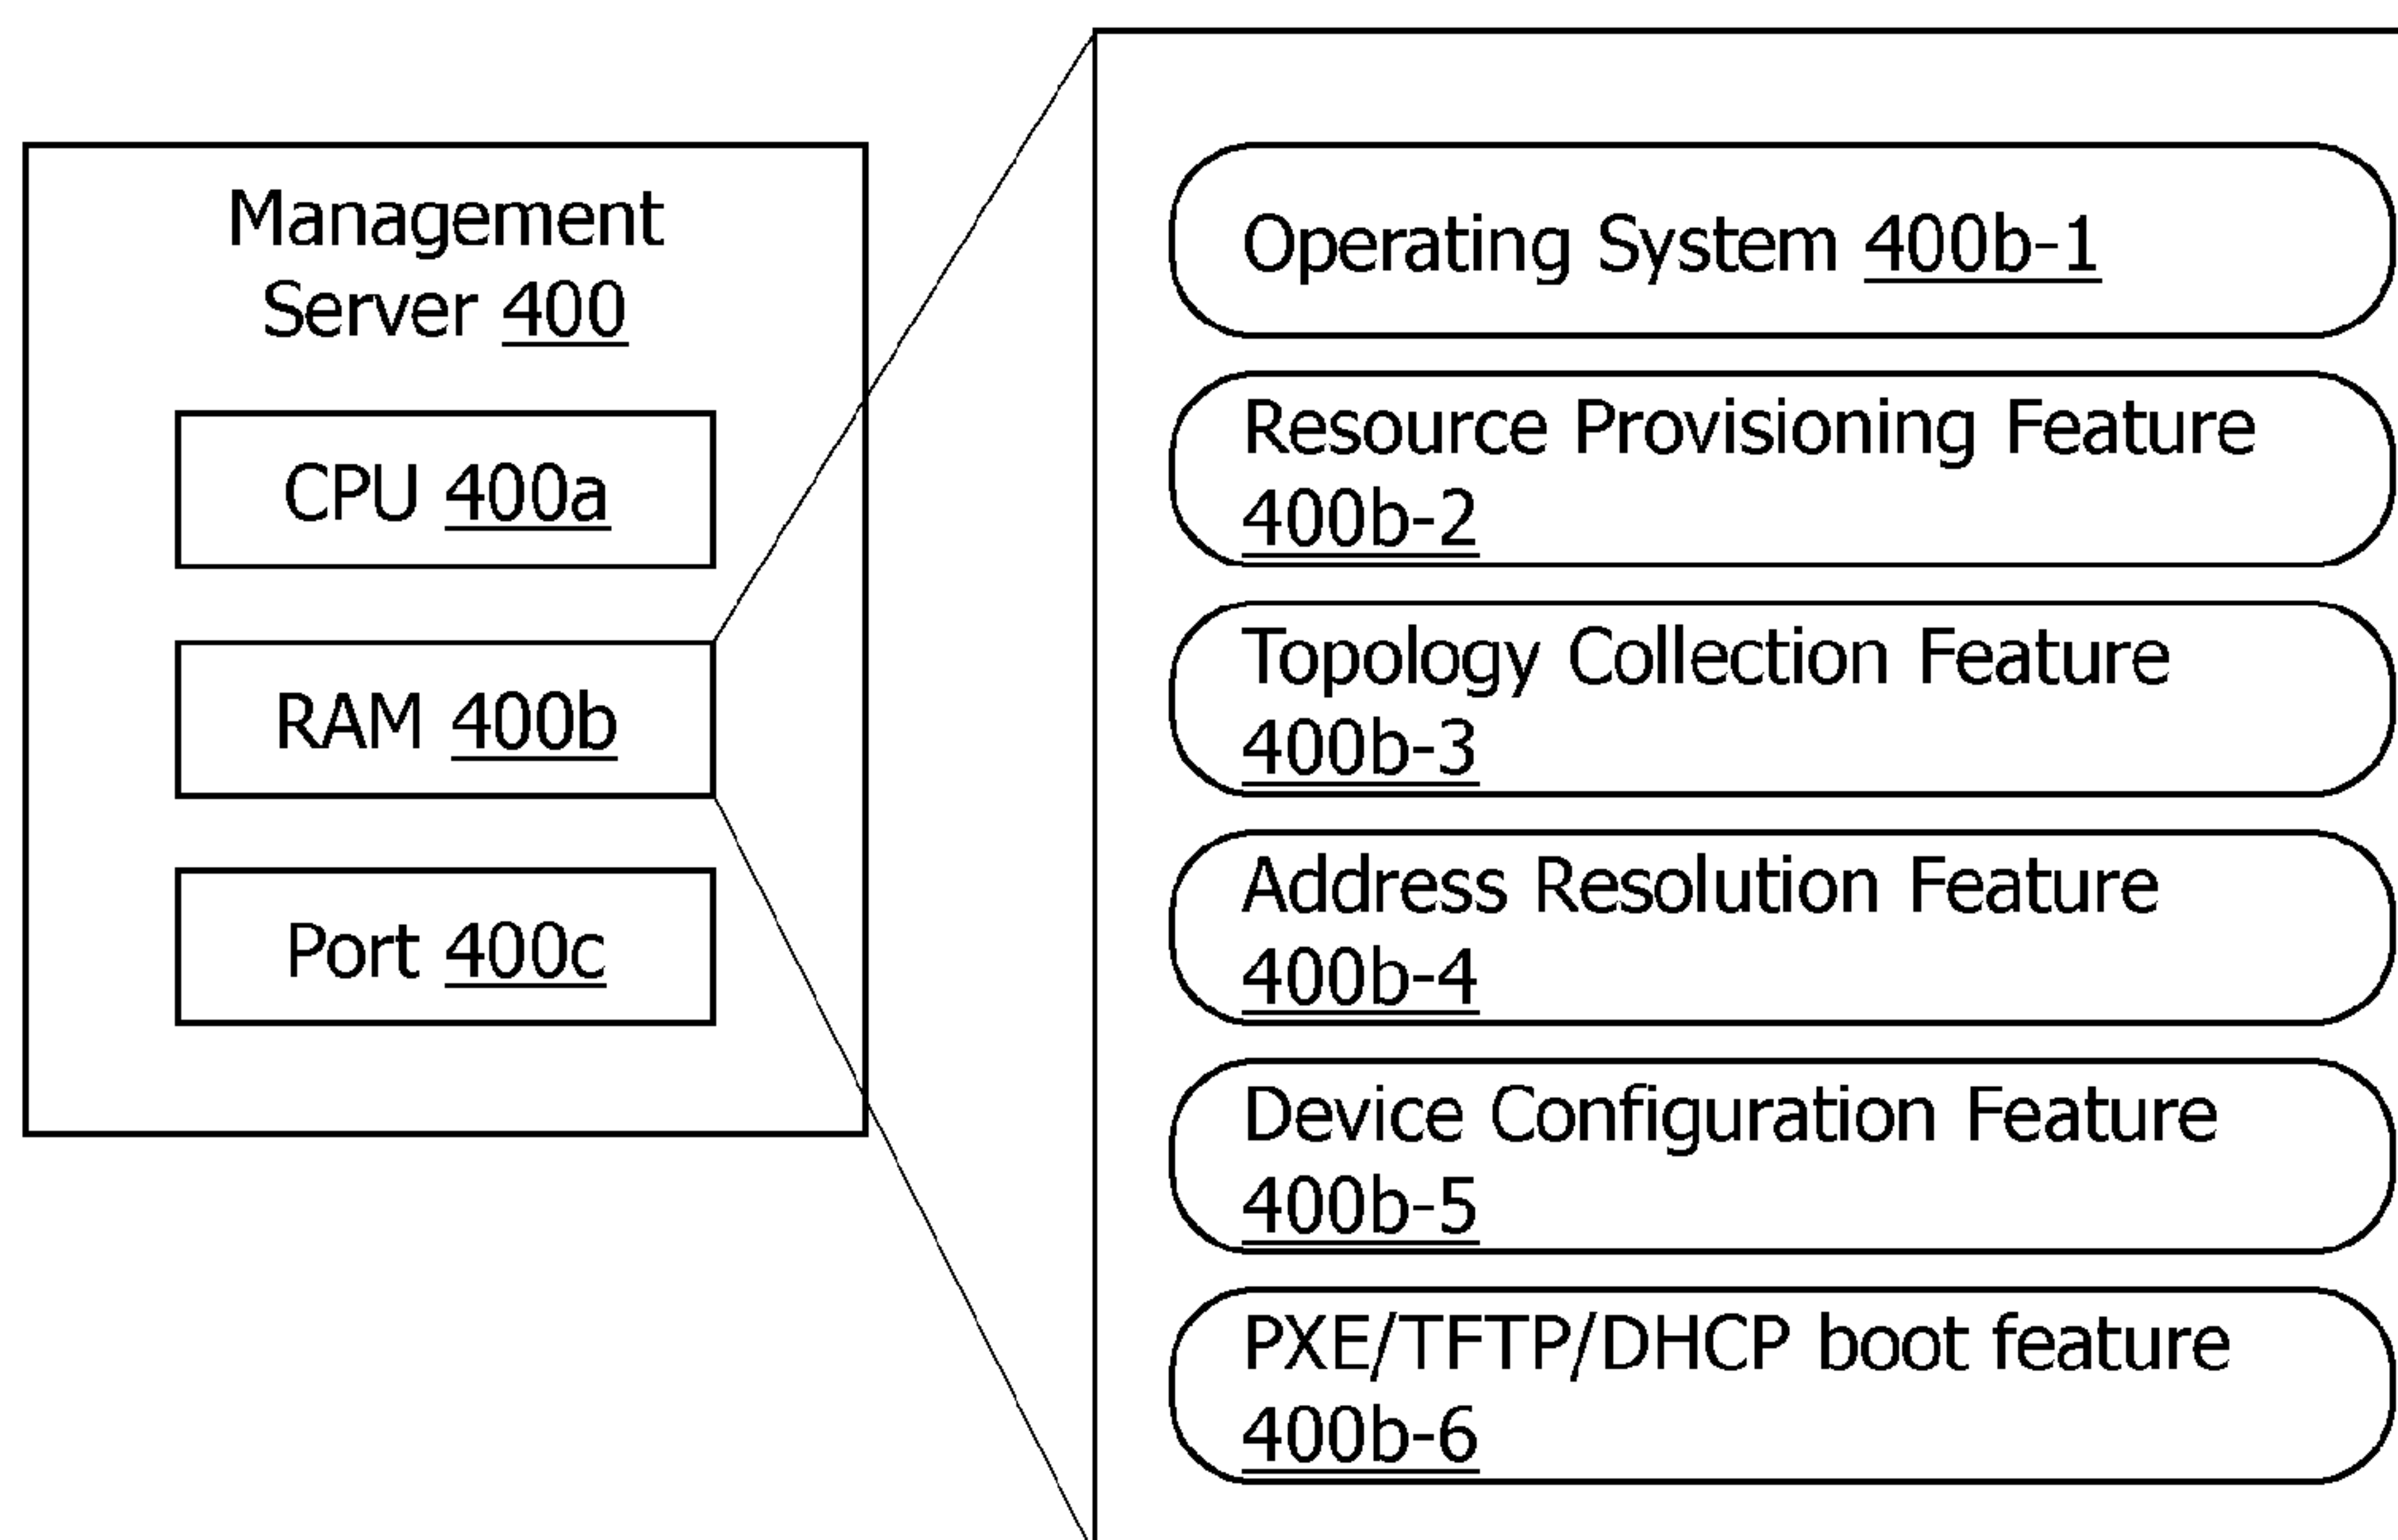 Management
Server 400
CPU 400a
RAM 400b
Port 400c
Operating System 400b-1
Resource Provisioning Feature
400b-2
Topology Collection Feature
400b-3
Address Resolution Feature
400b-4
Device Configuration Feature
400b-5
PXE/TFTP/DHCP boot feature
400b-6